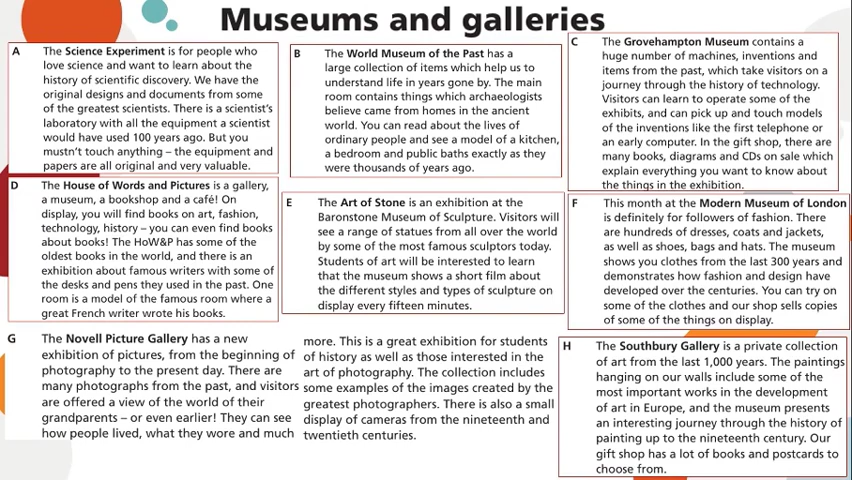 Museums and galleries
A The Science Experiment is for people who
love science and want to learn about the
history of scientific discovery. We have the
original designs and documents from some
of the greatest scientists. There is a scientist's
laboratory with all the equipment a scientist
would have used 100 years ago. But you
mustn't touch anything – the equipment and
papers are all original and very valuable.
B The World Museum of the Past has a
large collection of items which help us to
understand life in years gone by. The main
room contains things which archaeologists
believe came from homes in the ancient
world. You can read about the lives of
ordinary people and see a model of a kitchen,
a bedroom and public baths exactly as they
were thousands of years ago.
C The Grovehampton Museum contains a
huge number of machines, inventions and
items from the past, which take visitors on a
journey through the history of technology.
Visitors can learn to operate some of the
exhibits, and can pick up and touch models
of the inventions like the first telephone or
an early computer. In the gift shop, there are
many books, diagrams and CDs on sale which
explain everything you want to know about
the things in the exhibition.
D The House of Words and Pictures is a gallery,
a museum, a bookshop and a café! On
display, you will find books on art, fashion,
technology, history – you can even find books
about books! The HoW&P has some of the
oldest books in the world, and there is an
exhibition about famous writers with some of
the desks and pens they used in the past. One
room is a model of the famous room where a
great French writer wrote his books.
E The Art of Stone is an exhibition at the
Baronstone Museum of Sculpture. Visitors will
see a range of statues from all over the world
by some of the most famous sculptors today.
Students of art will be interested to learn
that the museum shows a short film about
the different styles and types of sculpture on
display every fifteen minutes.
F This month at the Modern Museum of London
is definitely for followers of fashion. There
are hundreds of dresses, coats and jackets,
as well as shoes, bags and hats. The museum
shows you clothes from the last 300 years and
demonstrates how fashion and design have
developed over the centuries. You can try on
some of the clothes and our shop sells copies
of some of the things on display.
G The Novell Picture Gallery has a new
exhibition of pictures, from the beginning of
photography to the present day. There are
many photographs from the past, and visitors
are offered a view of the world of their
grandparents – or even earlier! They can see
how people lived, what they wore and much
more. This is a great exhibition for students
of history as well as those interested in the
art of photography. The collection includes
some examples of the images created by the
greatest photographers. There is also a small
display of cameras from the nineteenth and
twentieth centuries.
H The Southbury Gallery is a private collection
of art from the last 1,000 years. The paintings
hanging on our walls include some of the
most important works in the development
of art in Europe, and the museum presents
an interesting journey through the history of
painting up to the nineteenth century. Our
gift shop has a lot of books and postcards to
choose from.